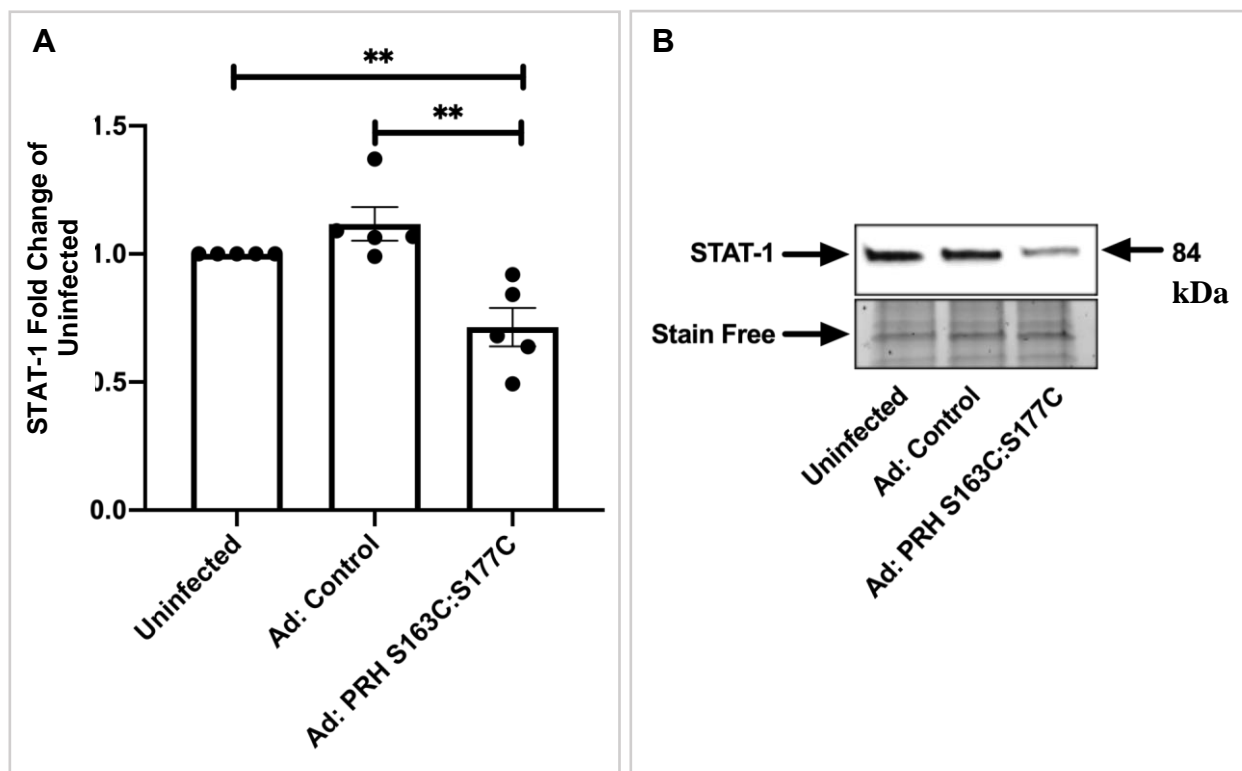 A
**
**
STAT-1 Fold Change of
Uninfected
1.5
1.0
0.5
0.0
Uninfected
Ad: Control
Ad: PRH S163C:S177C
B
STAT-1
84
kDa
Stain Free
Uninfected
Ad: Control
Ad: PRH S163C:S177C